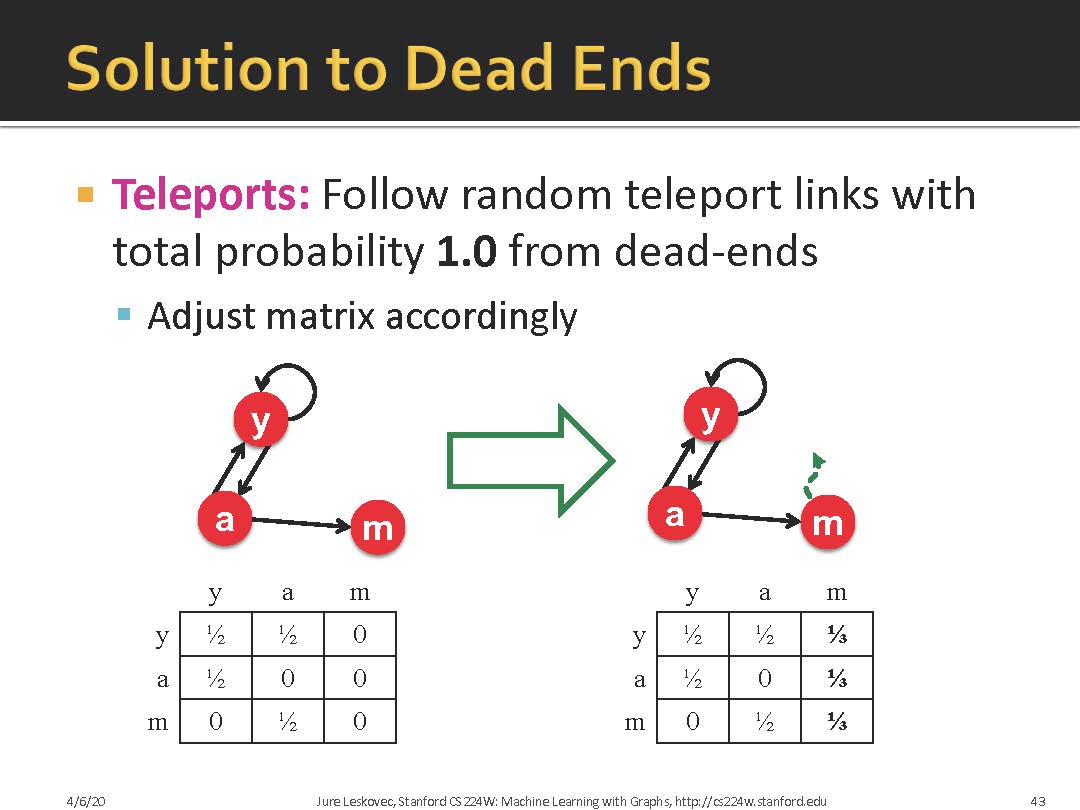 Solution to Dead Ends
Teleports: Follow random teleport links with
total probability 1.0 from dead-ends
Adjust matrix accordingly
y
a
m
y
a
m
y a m
y ½ ½ 0
a ½ 0 0
m 0 ½ 0
y a m
y ½ ½ ⅓
a ½ 0 ⅓
m 0 ½ ⅓
4/6/20
Jure Leskovec, Stanford CS224W: Machine Learning with Graphs, http://cs224w.stanford.edu
43